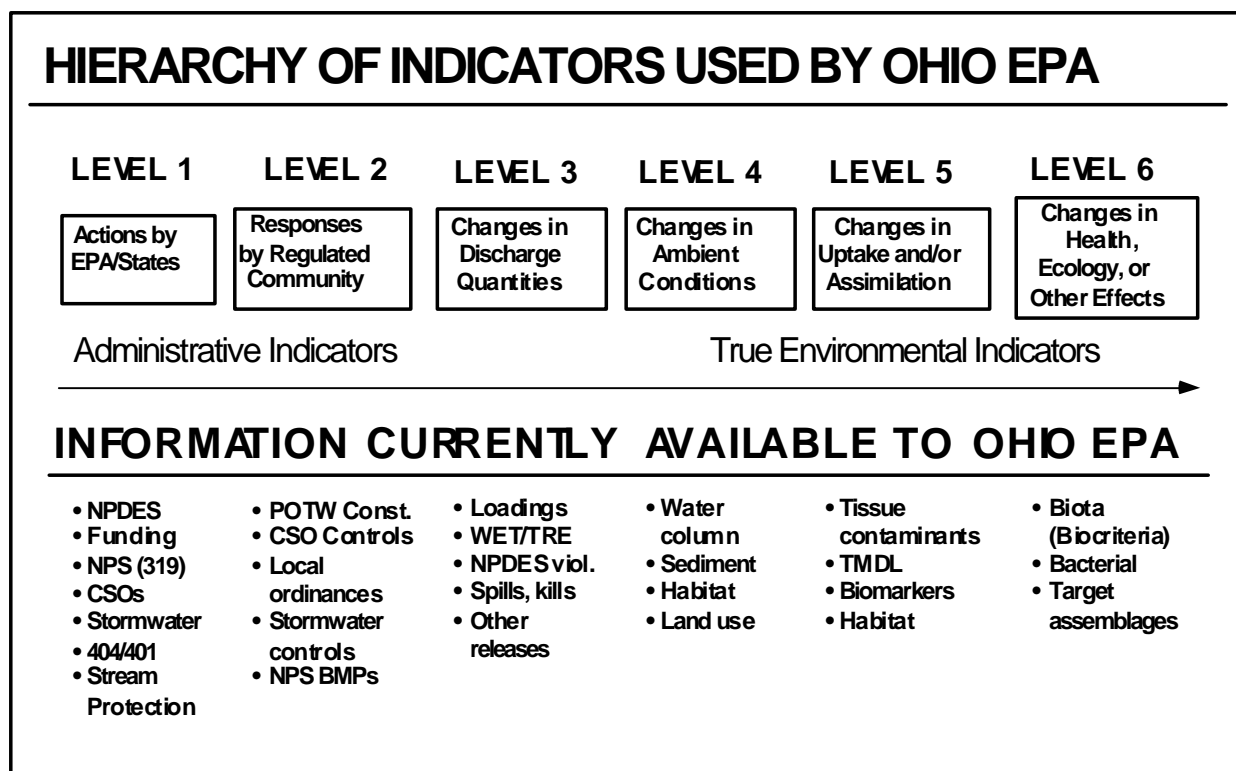 HIERARCHY OF INDICATORS USED BY OHIO EPA
LEVEL 1
Actions by
EPA/States
LEVEL 2
Responses
by Regulated
Community
LEVEL 3
Changes in
Discharge
Quantities
LEVEL 4
Changes in
Ambient
Conditions
LEVEL 5
Changes in
Uptake and/or
Assimilation
LEVEL 6
Changes in
Health,
Ecology, or
Other Effects
Administrative Indicators
True Environmental Indicators
INFORMATION CURRENTLY AVAILABLE TO OHIO EPA
• NPDES
• Funding
• NPS (319)
• CSOs
• Stormwater
• 404/401
• Stream
Protection
• POTW Const.
• CSO Controls
• Local
ordinances
• Stormwater
controls
• NPS BMPs
• Loadings
• WET/TRE
• NPDES viol.
• Spills, kills
• Other
releases
• Water
column
• Sediment
• Habitat
• Land use
• Tissue
contaminants
• TMDL
• Biomarkers
• Habitat
• Biota
(Biocriteria)
• Bacterial
• Target
assemblages